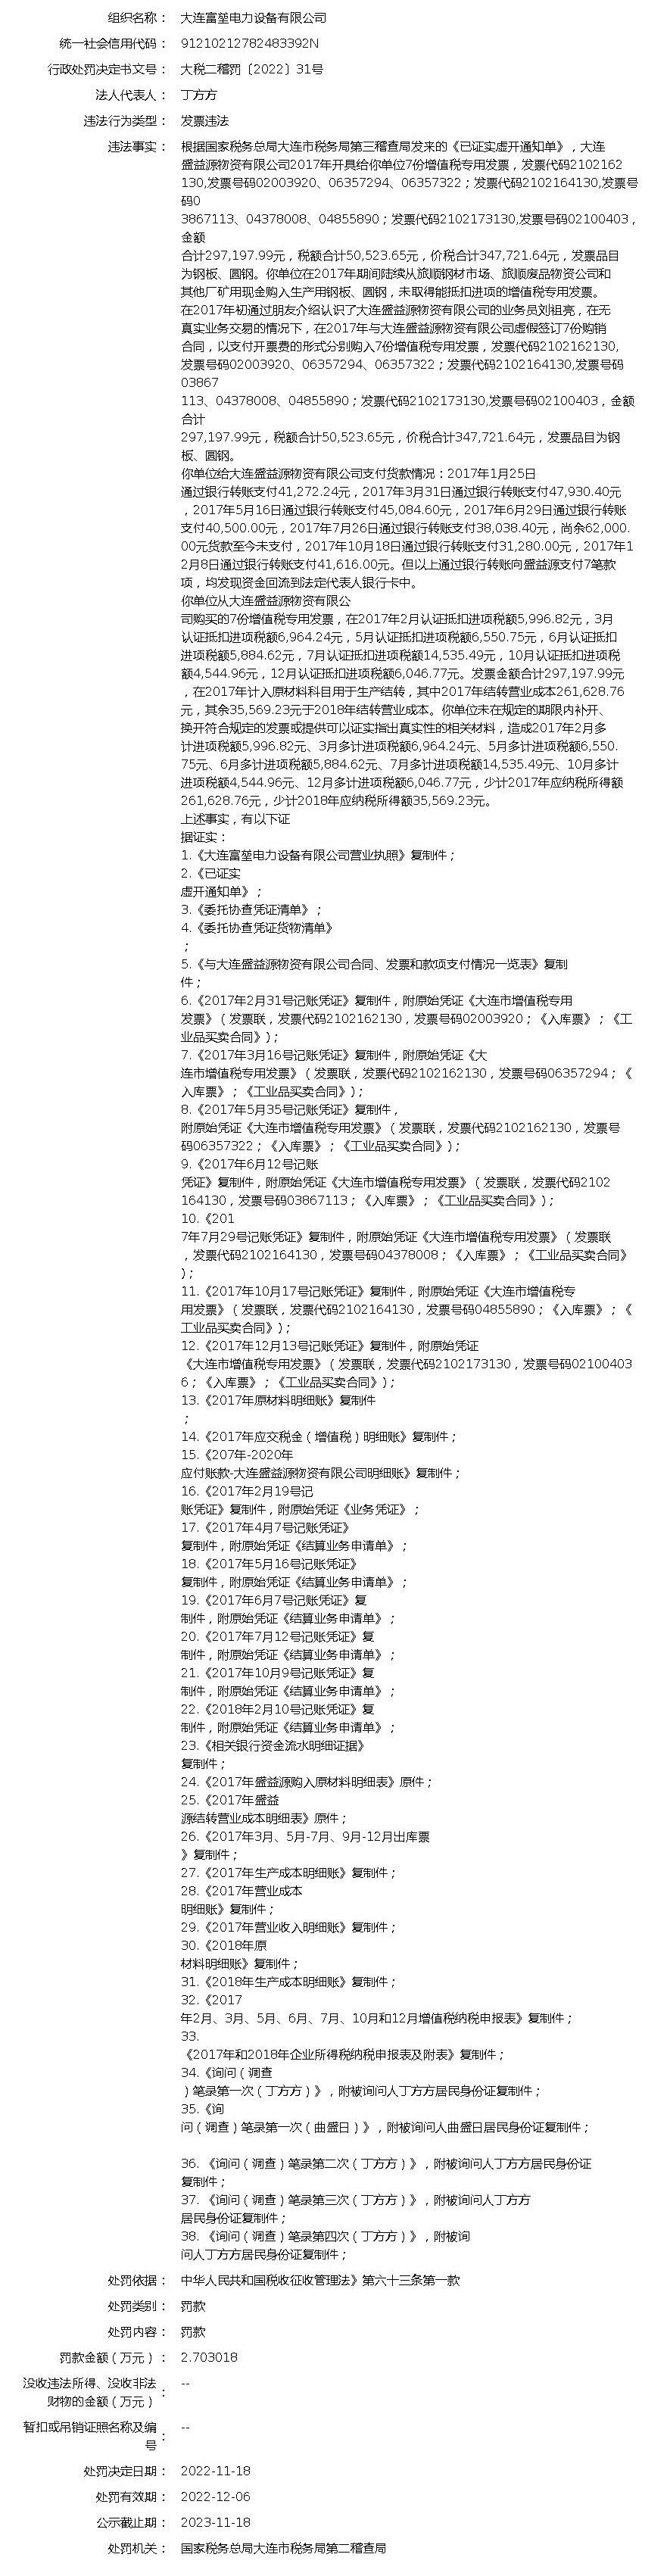 组织名称： 大连富堃电力设备有限公司
统一社会信用代码： 91210212782483392N
行政处罚决定书文号： 大税二稽罚〔2022〕31号
法人代表人： 丁方方
违法行为类型： 发票违法
违法事实： 根据国家税务总局大连市税务局第三稽查局发来的《已证实虚开通知单》，大连
盛益源物资有限公司2017年开具给你单位7份增值税专用发票，发票代码2102162
130,发票号码02003920、06357294、06357322；发票代码2102164130,发票号
码0
3867113、04378008、04855890；发票代码2102173130,发票号码02100403，
金额
合计297,197.99元，税额合计50,523.65元，价税合计347,721.64元，发票品目
为钢板、圆钢。你单位在2017年期间陆续从旅顺钢材市场、旅顺废品物资公司和
其他厂矿用现金购入生产用钢板、圆钢，未取得能抵扣进项的增值税专用发票。
在2017年初通过朋友介绍认识了大连盛益源物资有限公司的业务员刘祖亮，在无
真实业务交易的情况下，在2017年与大连盛益源物资有限公司虚假签订7份购销
合同，以支付开票费的形式分别购入7份增值税专用发票，发票代码2102162130,
发票号码02003920、06357294、06357322；发票代码2102164130,发票号码
03867
113、04378008、04855890；发票代码2102173130,发票号码02100403，金额
合计
297,197.99元，税额合计50,523.65元，价税合计347,721.64元，发票品目为钢
板、圆钢。
你单位给大连盛益源物资有限公司支付货款情况：2017年1月25日
通过银行转账支付41,272.24元，2017年3月31日通过银行转账支付47,930.40元
，2017年5月16日通过银行转账支付45,084.60元，2017年6月29日通过银行转账
支付40,500.00元，2017年7月26日通过银行转账支付38,038.40元，尚余62,000.
00元货款至今未支付，2017年10月18日通过银行转账支付31,280.00元，2017年1
2月8日通过银行转账支付41,616.00元。但以上通过银行转账向盛益源支付7笔款
项，均发现资金回流到法定代表人银行卡中。
你单位从大连盛益源物资有限公
司购买的7份增值税专用发票，在2017年2月认证抵扣进项税额5,996.82元，3月
认证抵扣进项税额6,964.24元，5月认证抵扣进项税额6,550.75元，6月认证抵扣
进项税额5,884.62元，7月认证抵扣进项税额14,535.49元，10月认证抵扣进项税
额4,544.96元，12月认证抵扣进项税额6,046.77元。发票金额合计297,197.99元
，在2017年计入原材料科目用于生产结转，其中2017年结转营业成本261,628.76
元，其余35,569.23元于2018年结转营业成本。你单位未在规定的期限内补开、
换开符合规定的发票或提供可以证实指出真实性的相关材料，造成2017年2月多
计进项税额5,996.82元、3月多计进项税额6,964.24元、5月多计进项税额6,550.
75元、6月多计进项税额5,884.62元、7月多计进项税额14,535.49元、10月多计
进项税额4,544.96元、12月多计进项税额6,046.77元，少计2017年应纳税所得额
261,628.76元，少计2018年应纳税所得额35,569.23元。
上述事实，有以下证
据证实：
1.《大连富堃电力设备有限公司营业执照》复制件；
2.《已证实
虚开通知单》；
3.《委托协查凭证清单》；
4.《委托协查凭证货物清单》
；
5.《与大连盛益源物资有限公司合同、发票和款项支付情况一览表》复制
件；
6.《2017年2月31号记账凭证》复制件，附原始凭证《大连市增值税专用
发票》（发票联，发票代码2102162130，发票号码02003920；《入库票》；《工
业品买卖合同》)；
7.《2017年3月16号记账凭证》复制件，附原始凭证《大
连市增值税专用发票》（发票联，发票代码2102162130，发票号码06357294；《
入库票》；《工业品买卖合同》)；
8.《2017年5月35号记账凭证》复制件，
附原始凭证《大连市增值税专用发票》（发票联，发票代码2102162130，发票号
码06357322；《入库票》；《工业品买卖合同》)；
9.《2017年6月12号记账
凭证》复制件，附原始凭证《大连市增值税专用发票》（发票联，发票代码2102
164130，发票号码03867113；《入库票》；《工业品买卖合同》)；
10.《201
7年7月29号记账凭证》复制件，附原始凭证《大连市增值税专用发票》（发票联
，发票代码2102164130，发票号码04378008；《入库票》；《工业品买卖合同》
)；
11.《2017年10月17号记账凭证》复制件，附原始凭证《大连市增值税专
用发票》（发票联，发票代码2102164130，发票号码04855890；《入库票》；《
工业品买卖合同》)；
12.《2017年12月13号记账凭证》复制件，附原始凭证
《大连市增值税专用发票》（发票联，发票代码2102173130，发票号码02100403
6；《入库票》；《工业品买卖合同》)；
13.《2017年原材料明细账》复制件
；
14.《2017年应交税金（增值税）明细账》复制件；
15.《207年-2020年
应付账款-大连盛益源物资有限公司明细账》复制件；
16.《2017年2月19号记
账凭证》复制件，附原始凭证《业务凭证》；
17.《2017年4月7号记账凭证》
复制件，附原始凭证《结算业务申请单》；
18.《2017年5月16号记账凭证》
复制件，附原始凭证《结算业务申请单》；
19.《2017年6月7号记账凭证》复
制件，附原始凭证《结算业务申请单》；
20.《2017年7月12号记账凭证》复
制件，附原始凭证《结算业务申请单》；
21.《2017年10月9号记账凭证》复
制件，附原始凭证《结算业务申请单》；
22.《2018年2月10号记账凭证》复
制件，附原始凭证《结算业务申请单》；
23.《相关银行资金流水明细证据》
复制件；
24.《2017年盛益源购入原材料明细表》原件；
25.《2017年盛益
源结转营业成本明细表》原件；
26.《2017年3月、5月-7月、9月-12月出库票
》复制件；
27.《2017年生产成本明细账》复制件；
28.《2017年营业成本
明细账》复制件；
29.《2017年营业收入明细账》复制件；
30.《2018年原
材料明细账》复制件；
31.《2018年生产成本明细账》复制件；
32.《2017
年2月、3月、5月、6月、7月、10月和12月增值税纳税申报表》复制件；
33.
《2017年和2018年企业所得税纳税申报表及附表》复制件；
34.《询问（调查
）笔录第一次（丁方方）》，附被询问人丁方方居民身份证复制件；
35.《询
问（调查）笔录第一次（曲盛日）》，附被询问人曲盛日居民身份证复制件；
36. 《询问（调查）笔录第二次（丁方方）》，附被询问人丁方方居民身份证
复制件；
37. 《询问（调查）笔录第三次（丁方方）》，附被询问人丁方方
居民身份证复制件；
38. 《询问（调查）笔录第四次（丁方方）》，附被询
问人丁方方居民身份证复制件；
处罚依据： 中华人民共和国税收征收管理法》第六十三条第一款
处罚类别： 罚款
处罚内容： 罚款
罚款金额（万元）： 2.703018
没收违法所得、没收非法
财物的金额（万元）： --
暂扣或吊销证照名称及编
号： --
处罚决定日期： 2022-11-18
处罚有效期： 2022-12-06
公示截止期： 2023-11-18
处罚机关： 国家税务总局大连市税务局第二稽查局